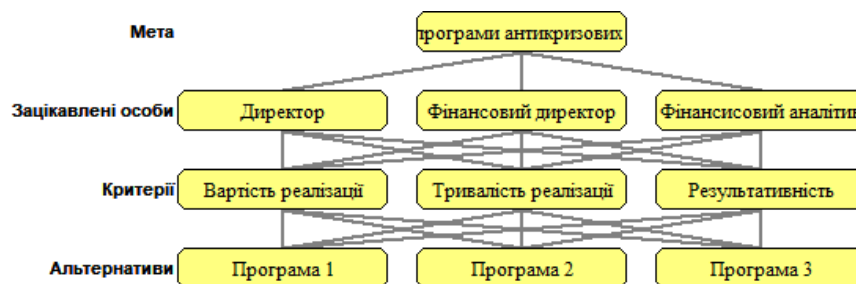 Мета
програми антикризових
Зацікавлені особи
Директор
Фінансовий директор
Фінансисовий аналітик
Критерії
Вартість реалізації
Тривалість реалізації
Результативність
Альтернативи
Програма 1
Програма 2
Програма 3